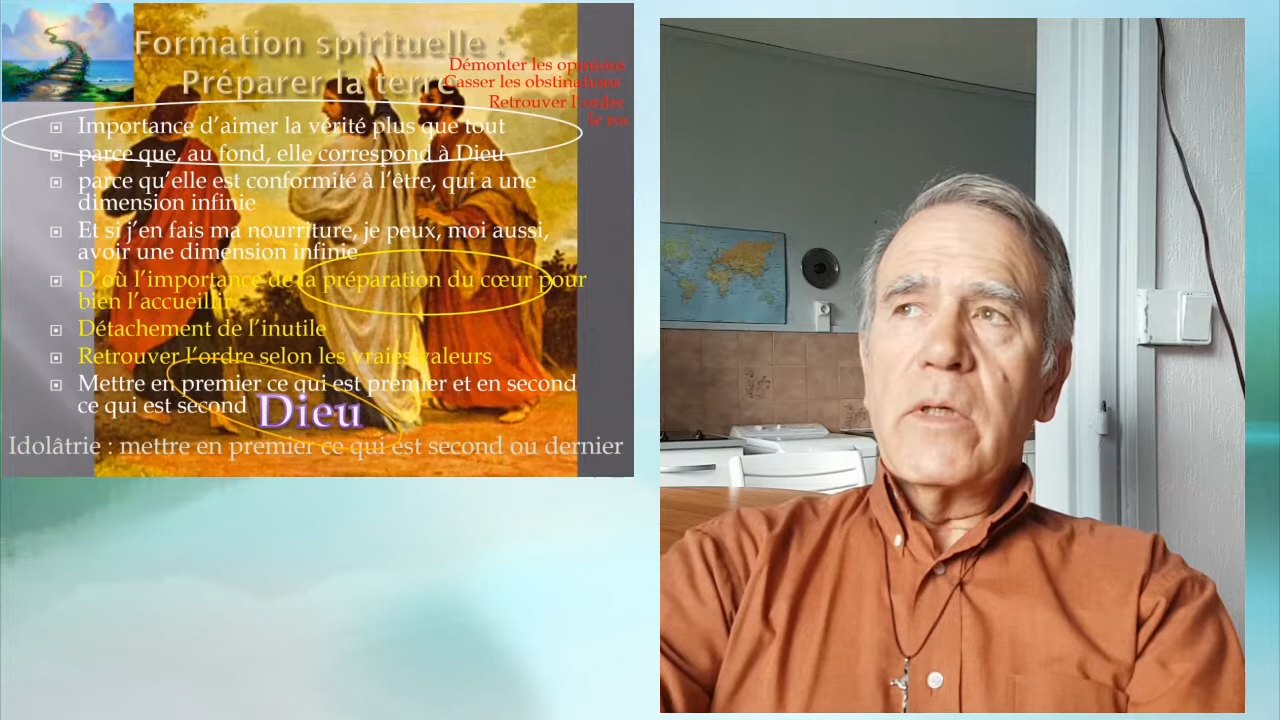 Formation spirituelle :
Préparer la terre
Démonter les opinions
Casser les obstinations
Retrouver l'ordre
le roc
Importance d'aimer la vérité plus que tout
parce que, au fond, elle correspond à Dieu
parce qu'elle est conformité à l'être, qui a une
dimension infinie
Et si j'en fais ma nourriture, je peux, moi aussi,
avoir une dimension infinie
D'où l'importance de la préparation du cœur pour
bien l'accueillir
Détachement de l'inutile
Retrouver l'ordre selon les vraies valeurs
Mettre en premier ce qui est premier et en second
ce qui est second
Dieu
Idolâtrie : mettre en premier ce qui est second ou dernier